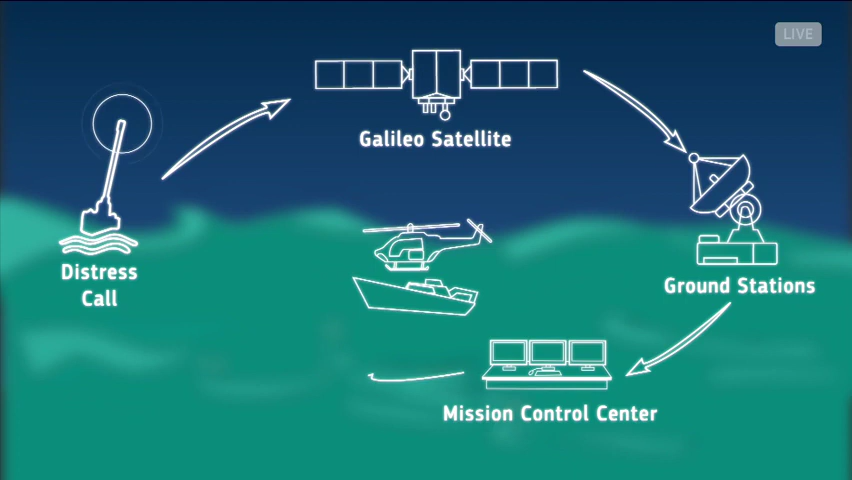 LIVE
Galileo Satellite
Distress
Call
Ground Stations
Mission Control Center